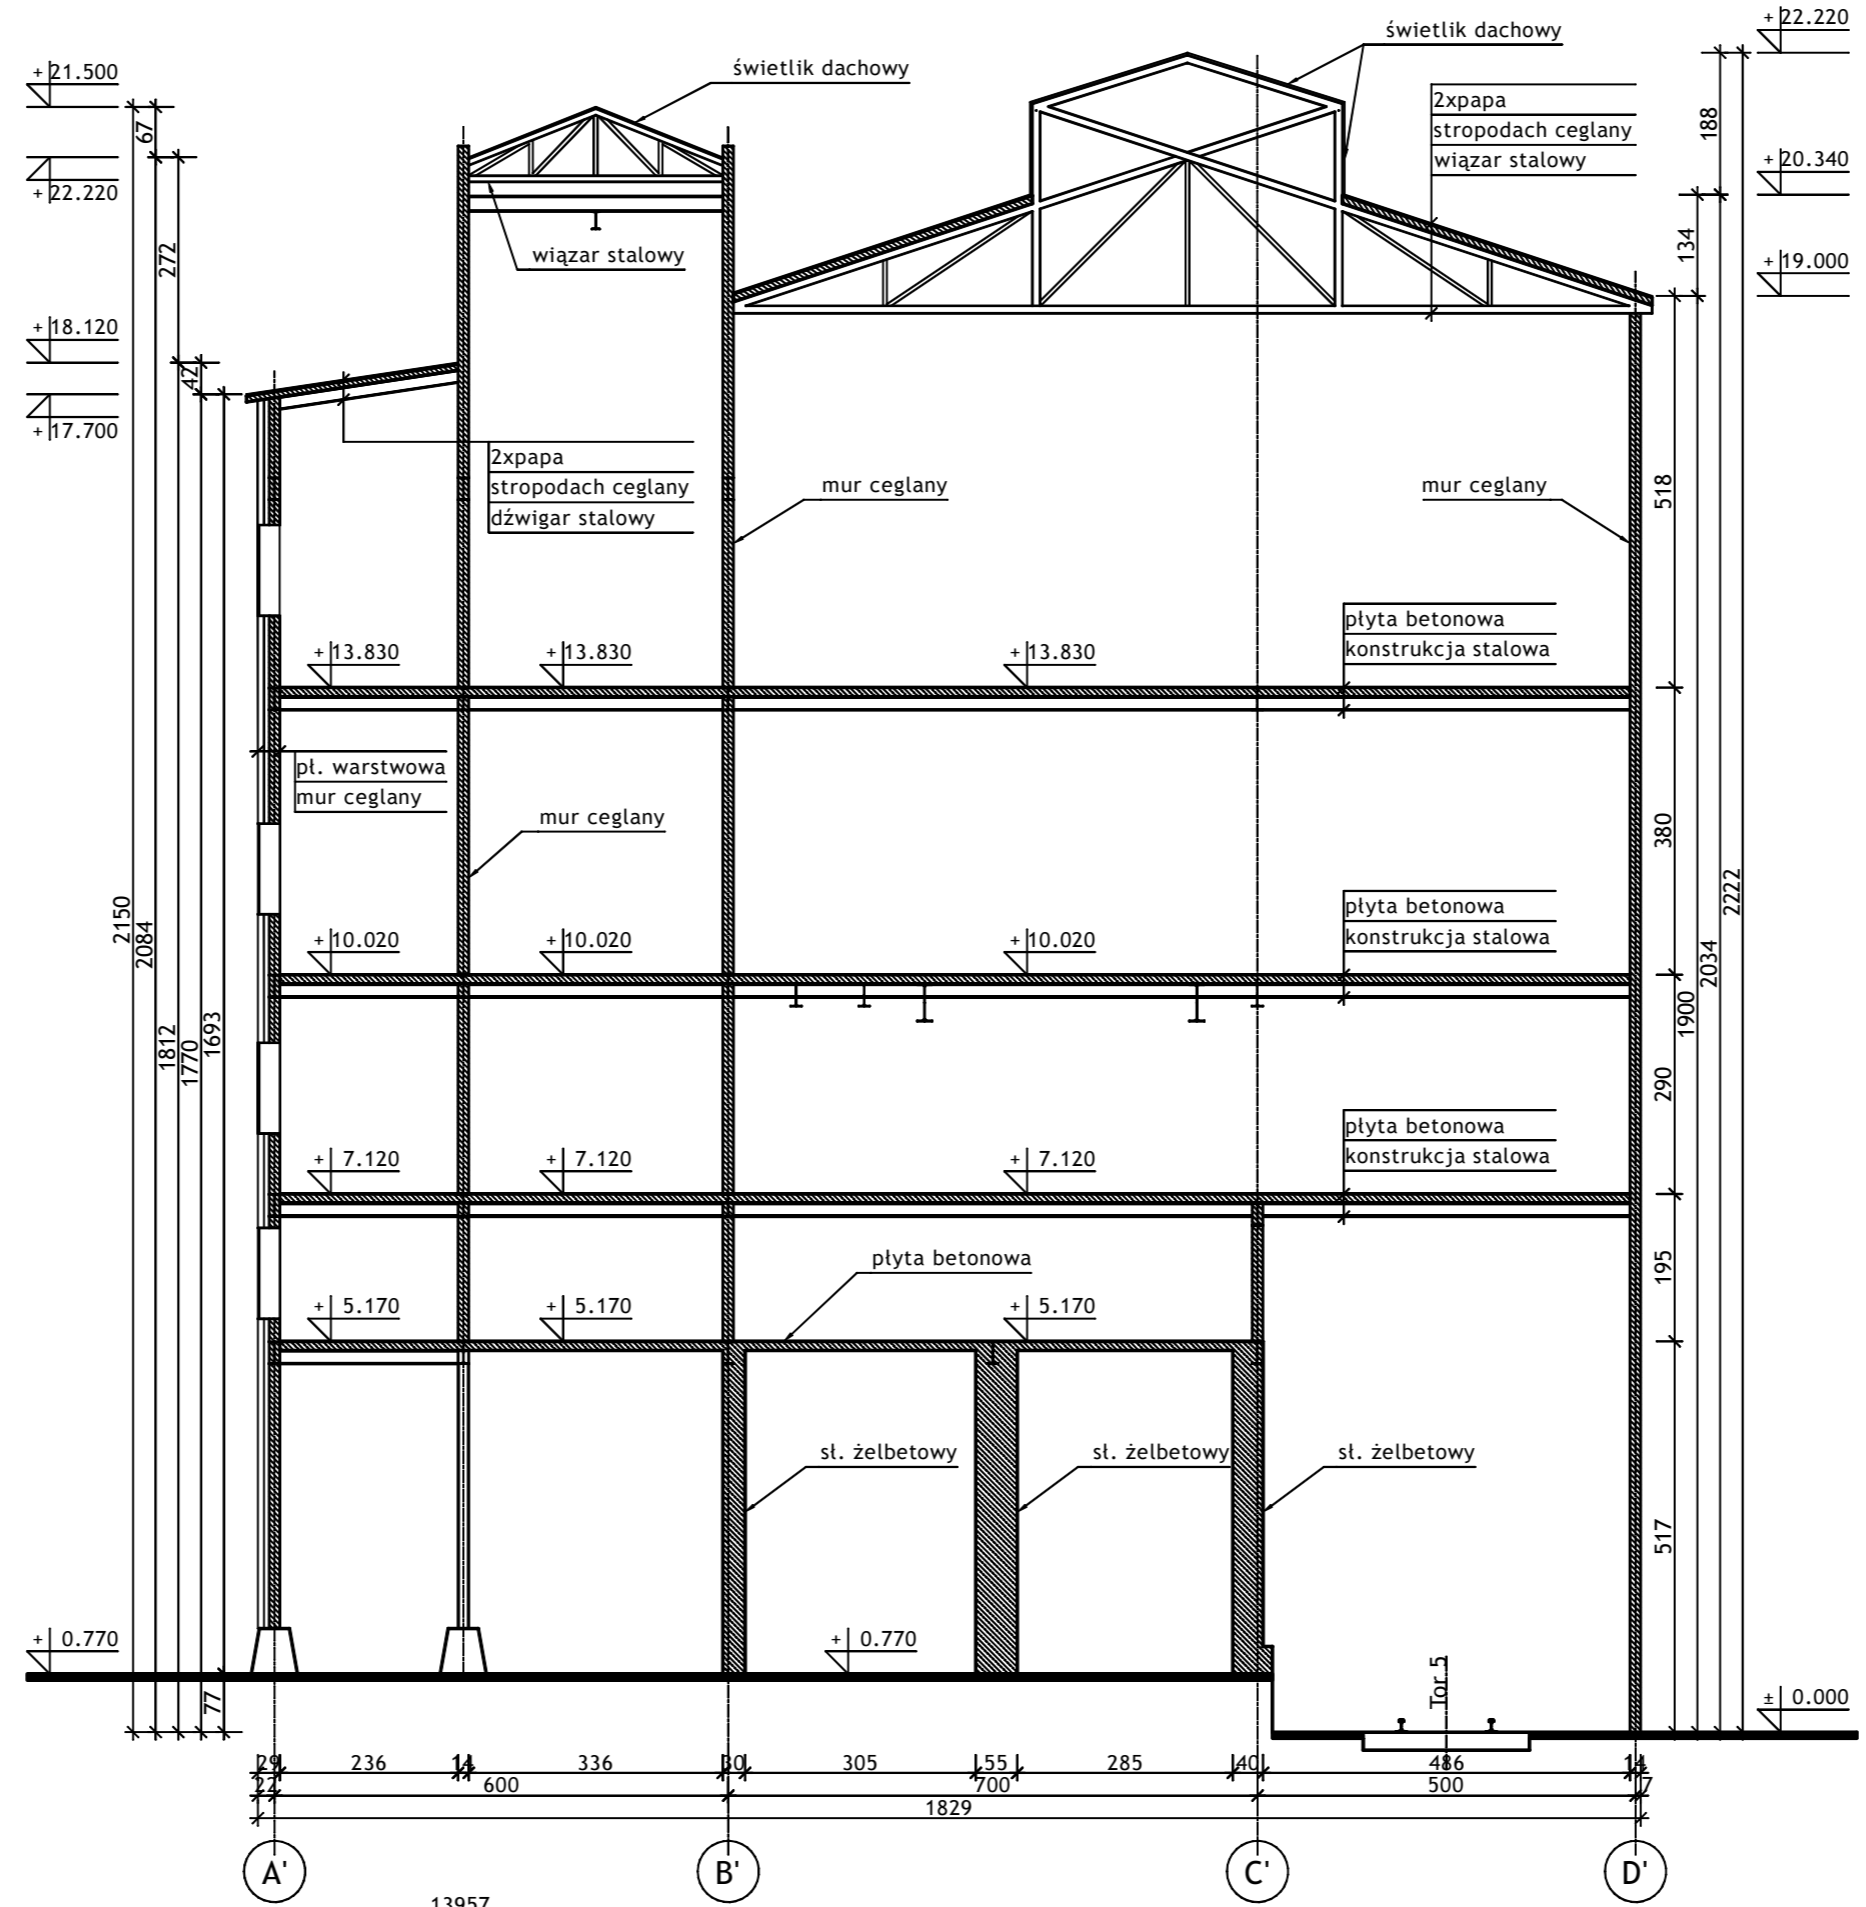 +22.220
świetlik dachowy
świetlik dachowy
+21.500
2xpapa
stropodach ceglany
wiązar stalowy
188
67
+20.340
+22.220
272
wiązar stalowy
134
+19.000
+18.120
42
+17.700
2xpapa
stropodach ceglany
dźwigar stalowy
mur ceglany
mur ceglany
518
płyta betonowa
konstrukcja stalowa
+13.830
+13.830
+13.830
pł. warstwowa
mur ceglany
mur ceglany
380
2150
2084
1812
1770
1693
płyta betonowa
konstrukcja stalowa
+10.020
+10.020
+10.020
2222
2034
1900
290
płyta betonowa
konstrukcja stalowa
+ 7.120
+ 7.120
+ 7.120
płyta betonowa
195
+ 5.170
+ 5.170
+ 5.170
sł. żelbetowy
sł. żelbetowy
sł. żelbetowy
517
+ 0.770
+ 0.770
77
Tor 5
± 0.000
29 236 14 336 30 305 55 285 40 486 14
22 600 700 500 7
1829
A' B' C' D'
13957